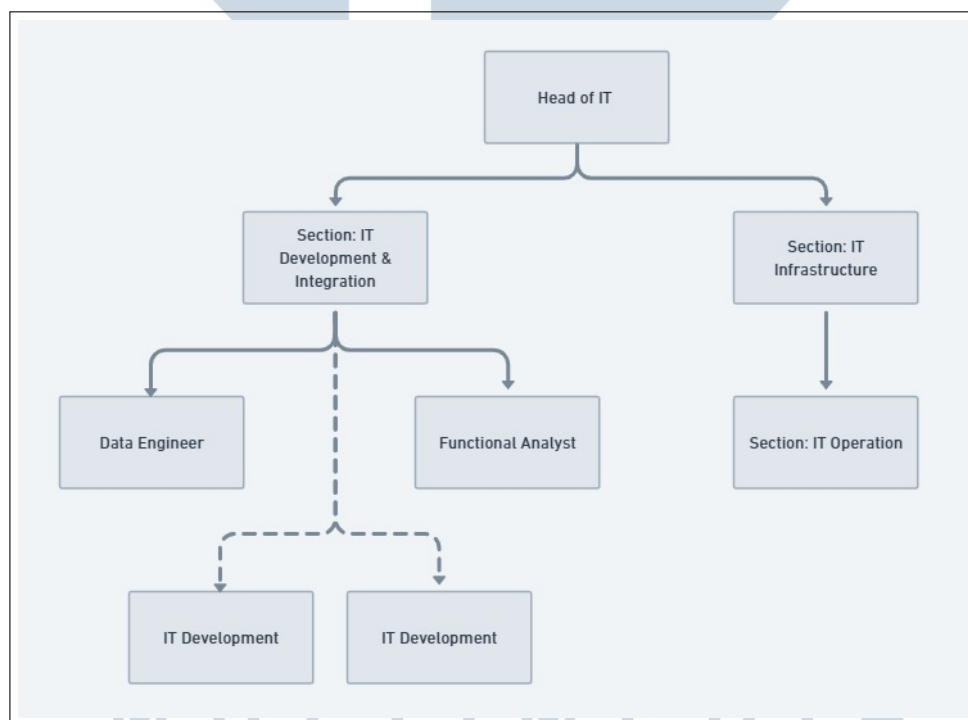 Head of IT
Section: IT
Development &
Integration
Section: IT
Infrastructure
Data Engineer
Functional Analyst
Section: IT Operation
IT Development
IT Development